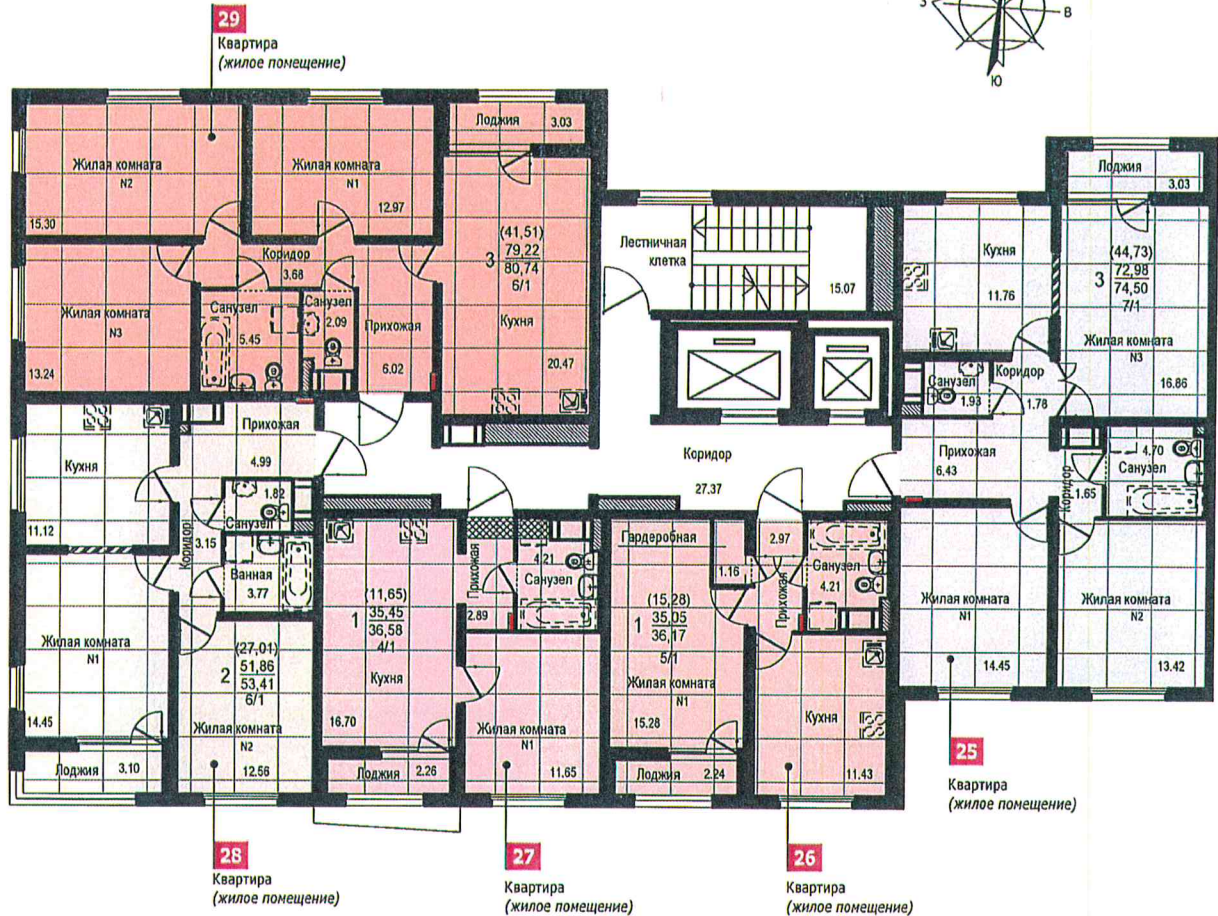 29
Квартира
(жилое помещение)
З
В
Ю
Жилая комната
N2
15.30
Жилая комната
N1
12.97
Лоджия 3.03
(41,51)
3 79,22
80,74
6/1
Кухня
20.47
Коридор
3.68
Жилая комната
N3
13.24
Санузел
5.45
Санузел
2.09
Прихожая
6.02
Лестничная
клетка
15.07
Кухня
11.76
Лоджия
3.03
(44,73)
3 72,98
74,50
7/1
Жилая комната
N3
16.86
Санузел
1.93
Коридор
1.78
Прихожая
6.43
Коридор
1.65
4.70
Санузел
Коридор
27.37
Кухня
11.12
Прихожая
4.99
1.82
Санузел
Коридор
3.15
Ванная
3.77
Жилая комната
N1
14.45
Лоджия 3.10
(27,01)
2 51,86
53,41
6/1
Жилая комната
N2
12.56
(11,65)
1 35,45
36,58
4/1
Кухня
16.70
Лоджия 2.26
Прихожая
2.89
4.21
Санузел
Жилая комната
N1
11.65
Гардеробная
1.16
(15,28)
1 35,05
36,17
5/1
Жилая комната
N1
15.28
Лоджия 2.24
2.97
Прихожая
Санузел
4.21
Кухня
11.43
Жилая комната
N1
14.45
Жилая комната
N2
13.42
25
Квартира
(жилое помещение)
28
Квартира
(жилое помещение)
27
Квартира
(жилое помещение)
26
Квартира
(жилое помещение)